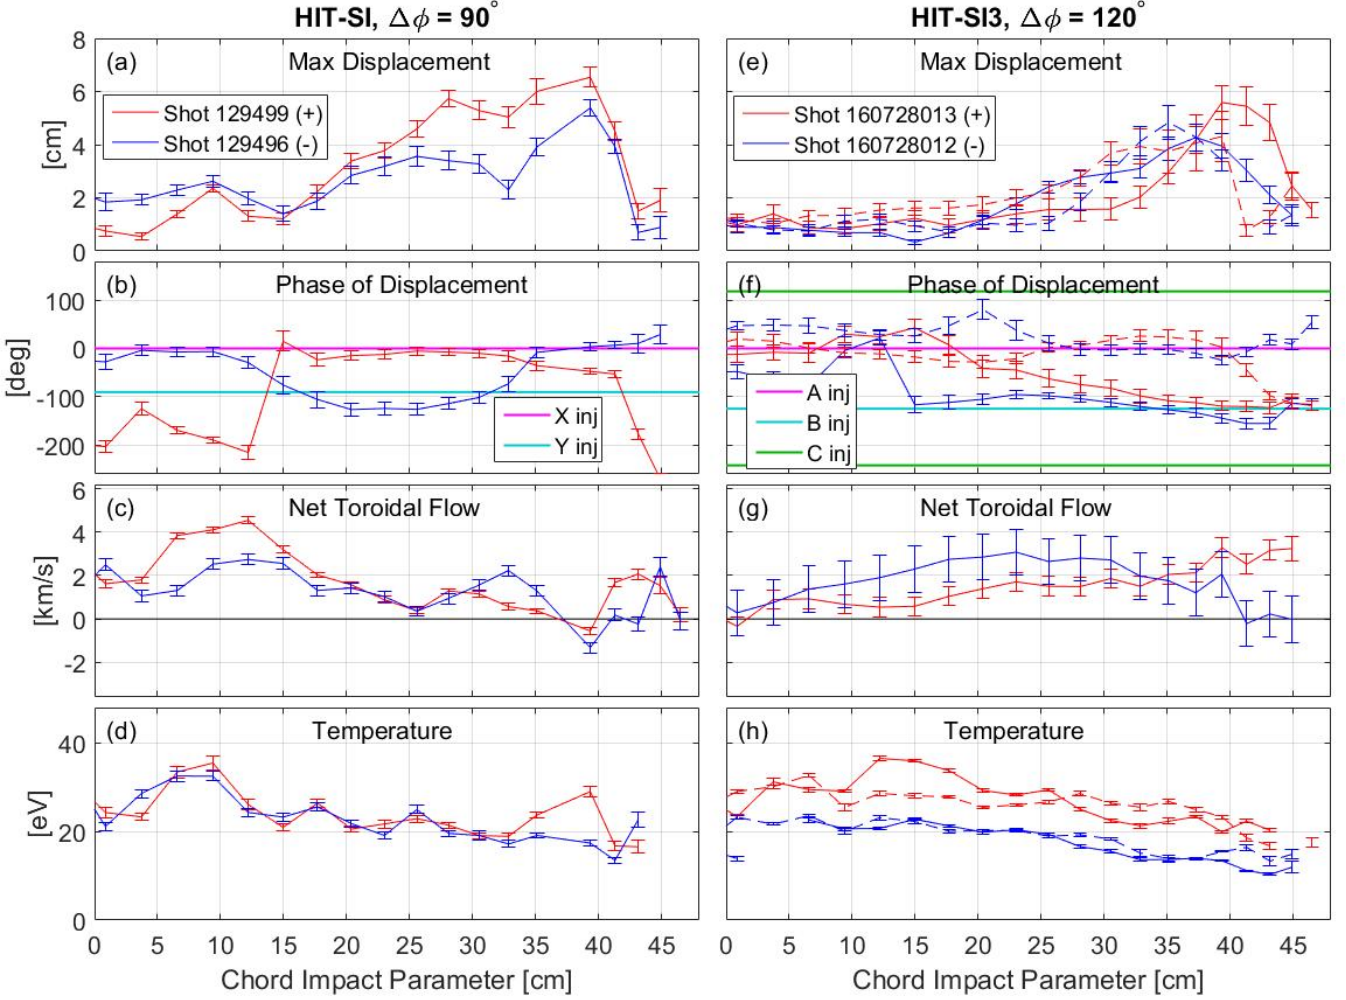 HIT-SI, Δϕ = 90°
HIT-SI3, Δϕ = 120°
(a) Max Displacement
Shot 129499 (+)
Shot 129496 (-)
8
6
4
2
0
[cm]
(e) Max Displacement
Shot 160728013 (+)
Shot 160728012 (-)
(b) Phase of Displacement
100
0
-100
-200
[deg]
X inj
Y inj
(f) Phase of Displacement
A inj
B inj
C inj
(c) Net Toroidal Flow
6
4
2
0
-2
[km/s]
(g) Net Toroidal Flow
(d) Temperature
40
20
0
[eV]
(h) Temperature
0 5 10 15 20 25 30 35 40 45
Chord Impact Parameter [cm]
0 5 10 15 20 25 30 35 40 45
Chord Impact Parameter [cm]